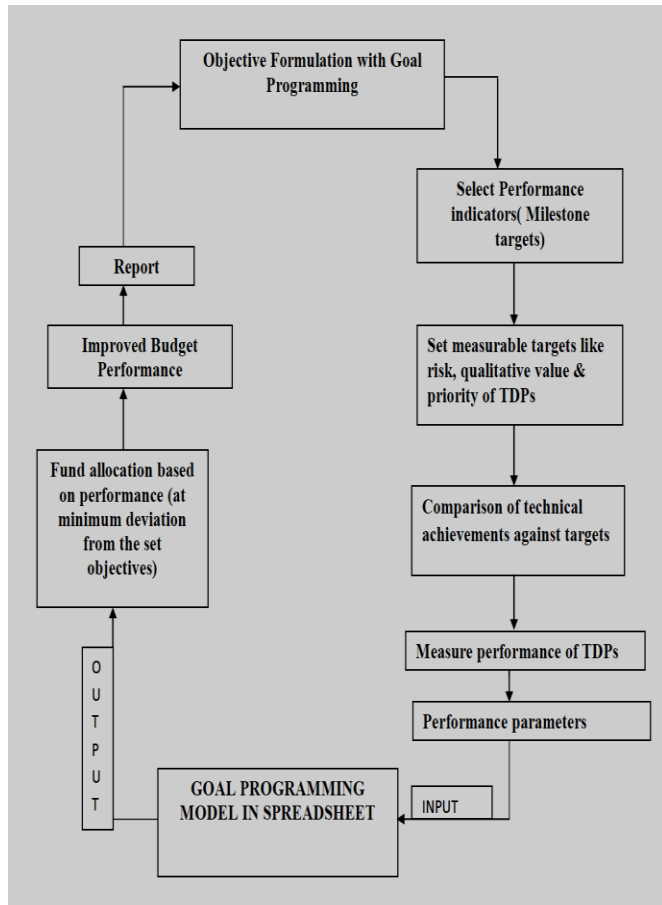 Objective Formulation with Goal
Programming
Select Performance
indicators( Milestone
targets)
Set measurable targets like
risk, qualitative value &
priority of TDPs
Comparison of technical
achievements against targets
Measure performance of TDPs
Performance parameters
INPUT
GOAL PROGRAMMING
MODEL IN SPREADSHEET
O
U
T
P
U
T
Fund allocation based
on performance (at
minimum deviation
from the set
objectives)
Improved Budget
Performance
Report